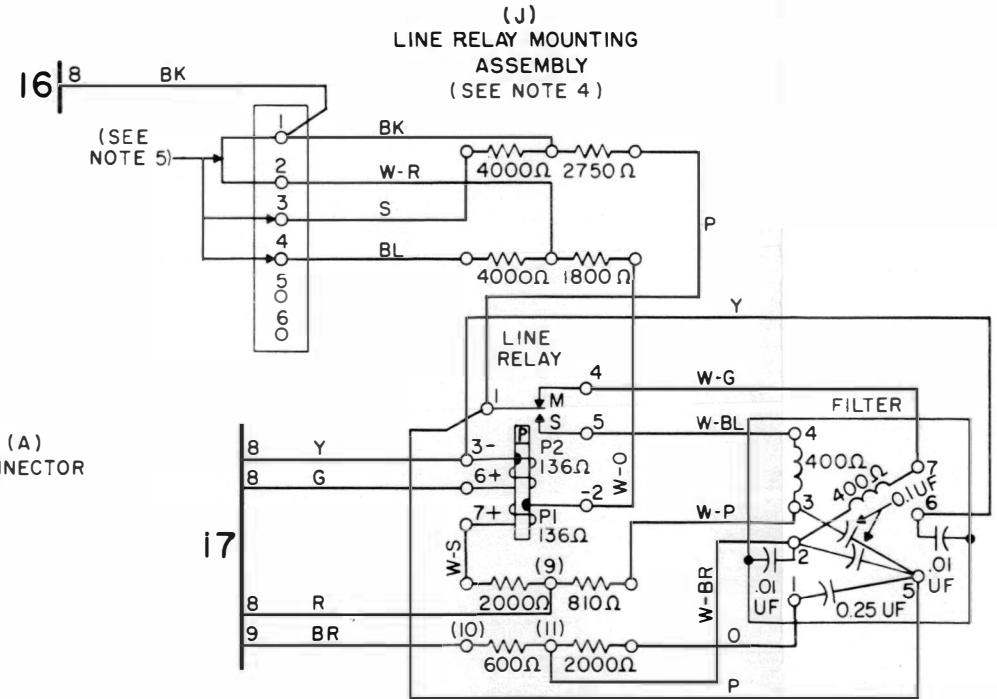 (J)
LINE RELAY MOUNTING
ASSEMBLY
(SEE NOTE 4)
16
8
BK
(SEE
NOTE 5)
1
BK
4000Ω
2750Ω
2
W-R
3
S
P
4
BL
4000Ω
1800Ω
5
6
Y
LINE
RELAY
4
W-G
1
M
S
5
W-BL
FILTER
(A)
NNECTOR
8
Y
3-
P
P2
136Ω
W-O
4
400Ω
400Ω
7
0.1UF
8
G
6+
-2
3
6
17
7+
P1
136Ω
W-P
2
.01
UF
.01
UF
W-S
(9)
2000Ω
810Ω
W-BR
1
5
0.25 UF
8
R
9
BR
(10)
(11)
600Ω
2000Ω
O
P